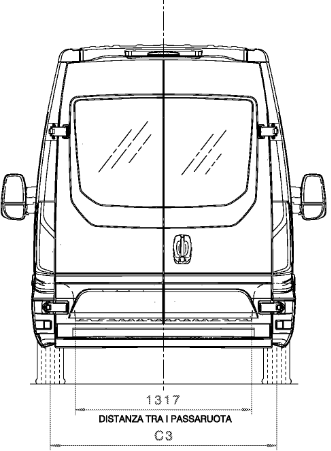 1317
DISTANZA TRA I PASSARUOTA
C3